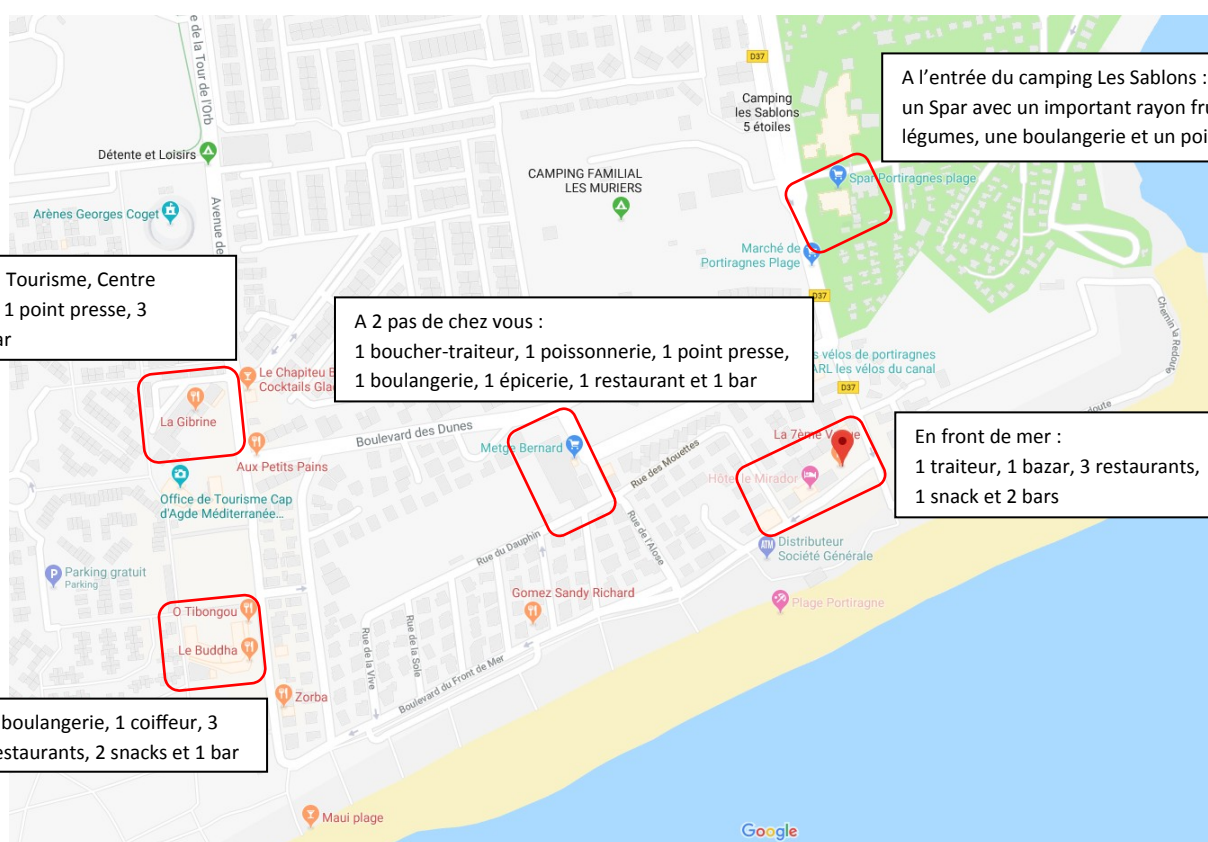 e de la Tour de l'Orb
D37
Camping
les Sablons
5 étoiles
A l'entrée du camping Les Sablons :
un Spar avec un important rayon fru
légumes, une boulangerie et un poi
Détente et Loisirs
CAMPING FAMILIAL
LES MURIERS
Spar Portiragnes plage
Arènes Georges Coget
Avenue de
Marché de
Portiragnes Plage
Tourisme, Centre
1 point presse, 3
ar
D37
Chemin la Redoute
A 2 pas de chez vous :
1 boucher-traiteur, 1 poissonnerie, 1 point presse,
1 boulangerie, 1 épicerie, 1 restaurant et 1 bar
s vélos de portiragnes
ARL les vélos du canal
D37
Le Chapiteu B
Cocktails Gla
La Gibrine
Boulevard des Dunes
Metge Bernard
Rue des Mouettes
La 7ème V
e
oute
En front de mer :
1 traiteur, 1 bazar, 3 restaurants,
1 snack et 2 bars
Aux Petits Pains
Hôtel le Mirador
Office de Tourisme Cap
d'Agde Méditerranée...
Rue de l'Alose
Distributeur
Société Générale
ATM
Rue du Dauphin
P
Parking gratuit
Parking
Gomez Sandy Richard
Plage Portiragne
O Tibongou
Le Buddha
Rue de la Vive
Rue de la Sole
Boulevard du Front de Mer
Zorba
boulangerie, 1 coiffeur, 3
estaurants, 2 snacks et 1 bar
Maui plage
Google